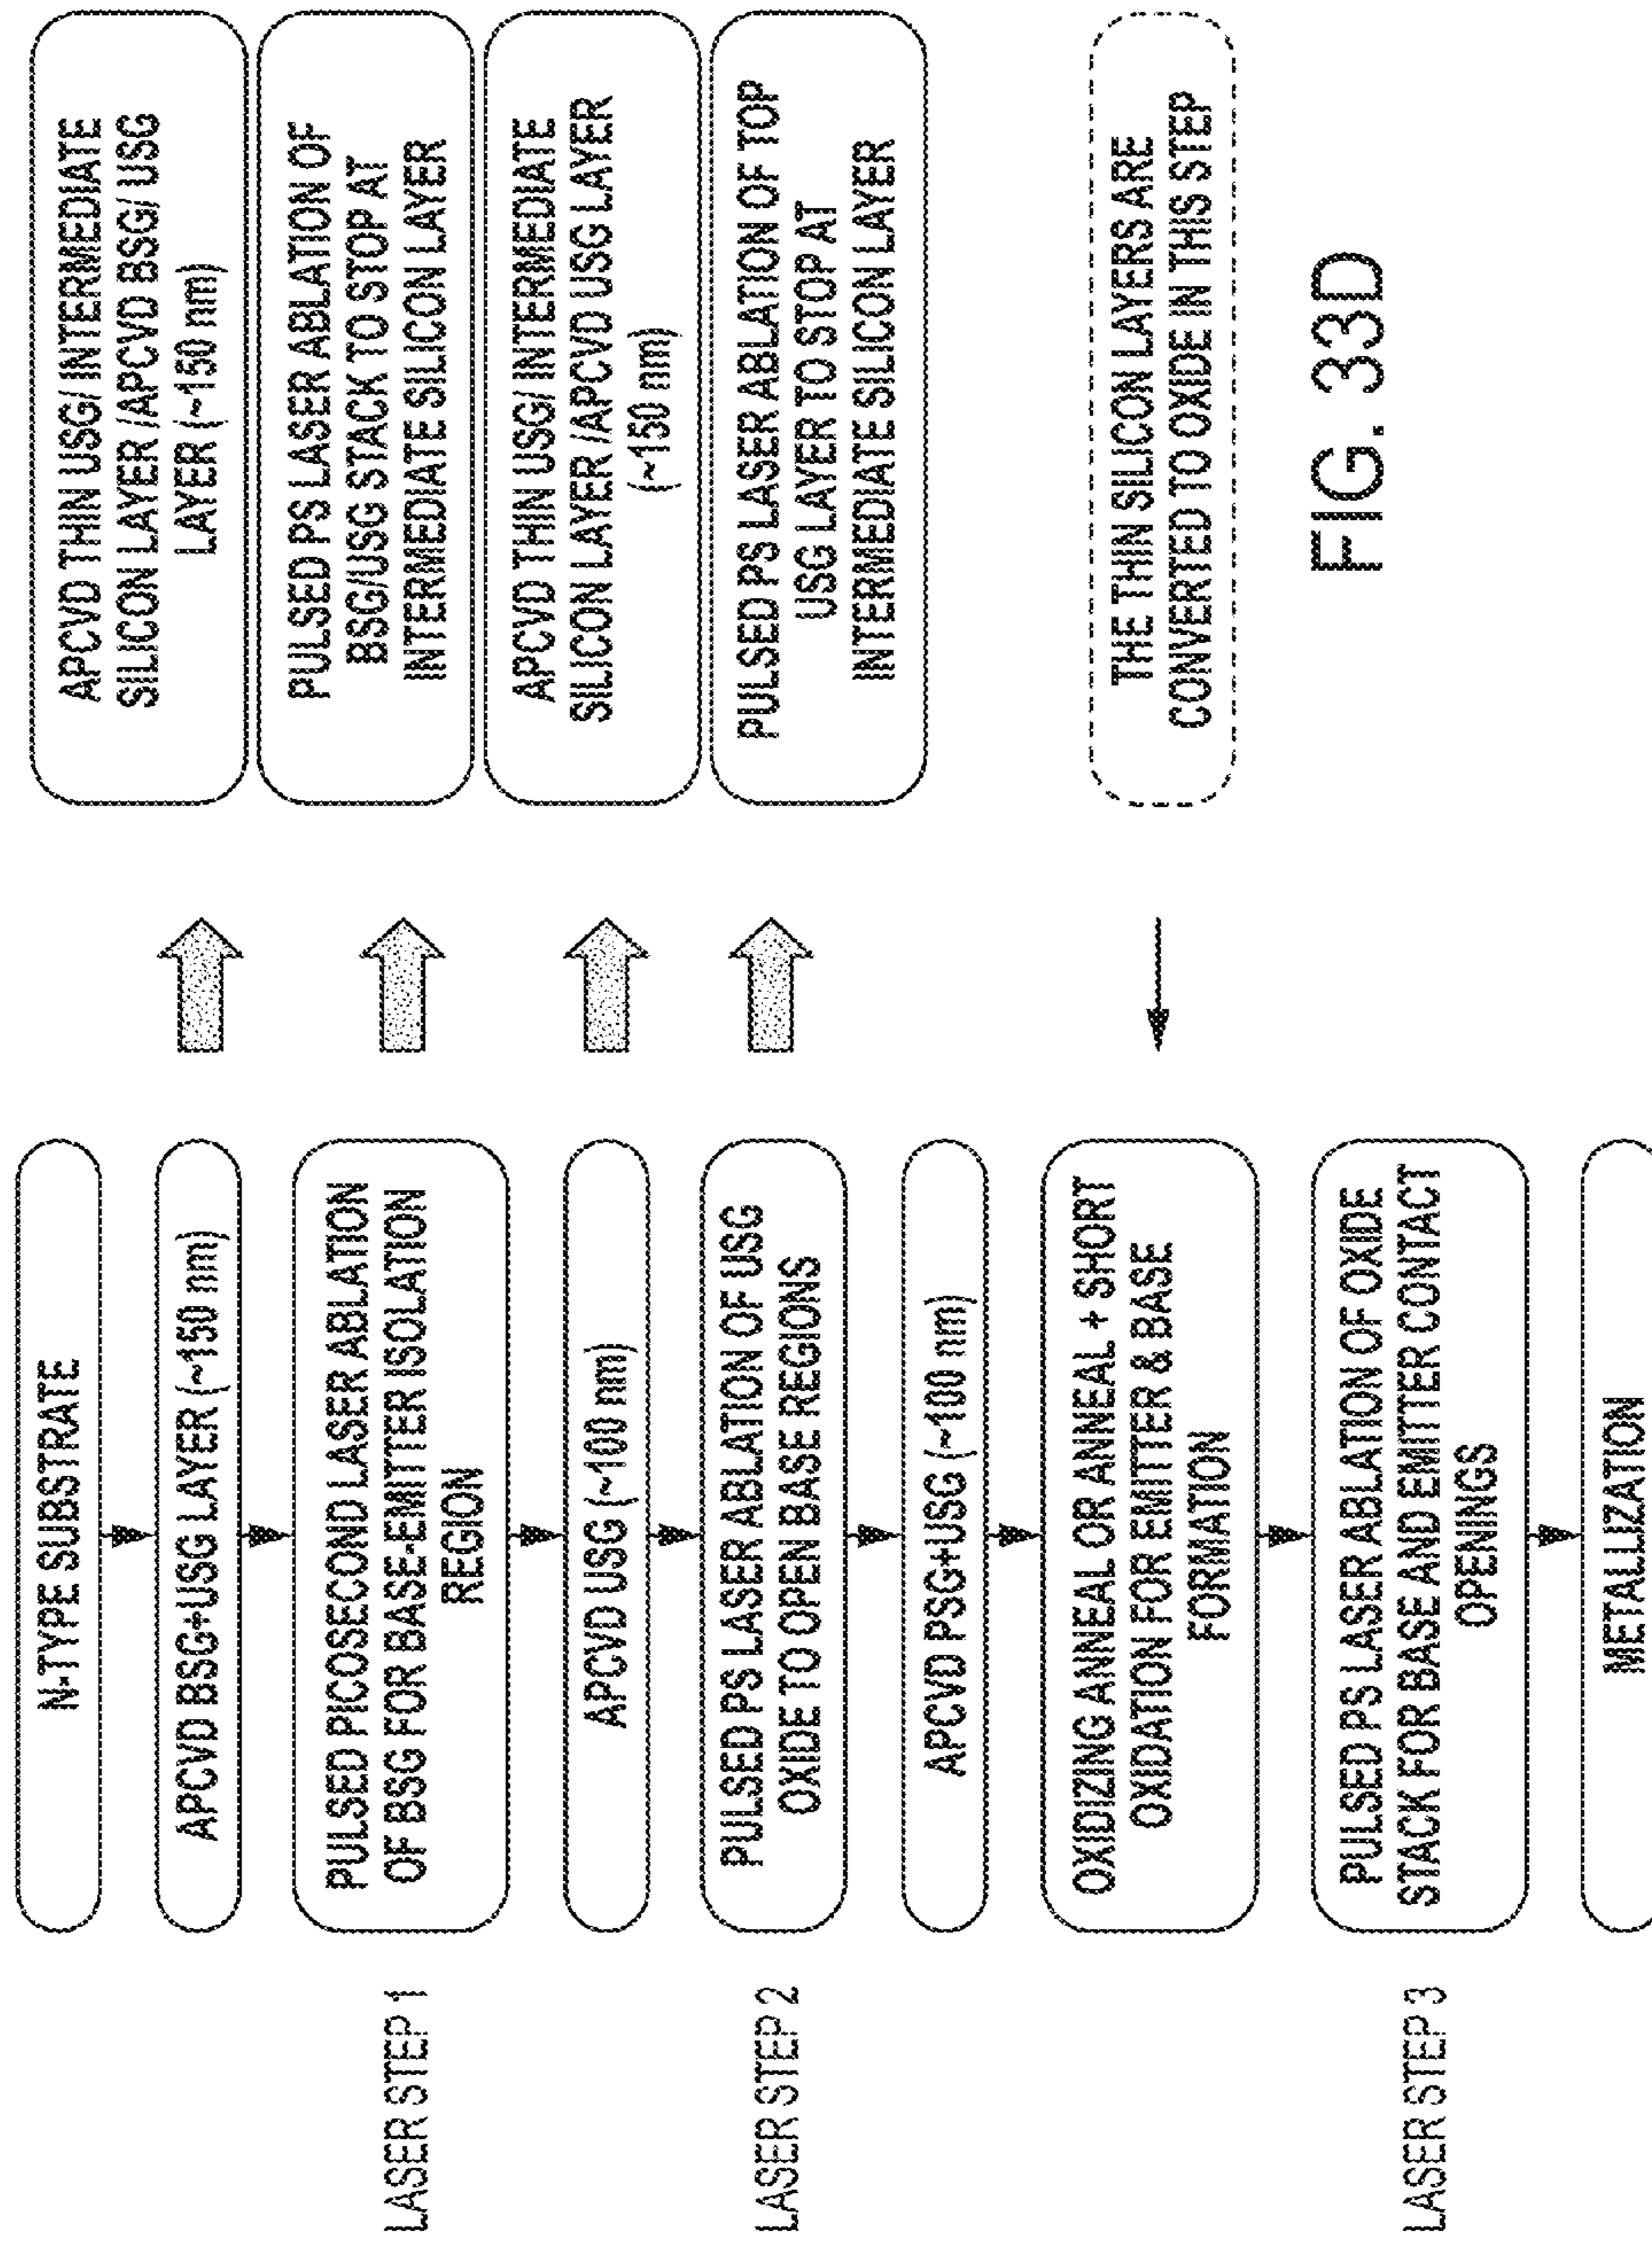 N-TYPE SUBSTRATE
APCVD BSG+USG LAYER (~150 nm)
LASER STEP 1
PULSED PICOSECOND LASER ABLATION
OF BSG FOR BASE-EMITTER ISOLATION
REGION
APCVD USG (~100 nm)
LASER STEP 2
PULSED PS LASER ABLATION OF USG
OXIDE TO OPEN BASE REGIONS
APCVD PSG+USG (~100 nm)
OXIDIZING ANNEAL OR ANNEAL + SHORT
OXIDATION FOR EMITTER & BASE
FORMATION
LASER STEP 3
PULSED PS LASER ABLATION OF OXIDE
STACK FOR BASE AND EMITTER CONTACT
OPENINGS
METALLIZATION
APCVD THIN USG/ INTERMEDIATE
SILICON LAYER /APCVD BSG/ USG
LAYER (~150 nm)
PULSED PS LASER ABLATION OF
BSG/USG STACK TO STOP AT
INTERMEDIATE SILICON LAYER
APCVD THIN USG/ INTERMEDIATE
SILICON LAYER /APCVD USG LAYER
(~150 nm)
PULSED PS LASER ABLATION OF TOP
USG LAYER TO STOP AT
INTERMEDIATE SILICON LAYER
THE THIN SILICON LAYERS ARE
CONVERTED TO OXIDE IN THIS STEP
FIG. 33D